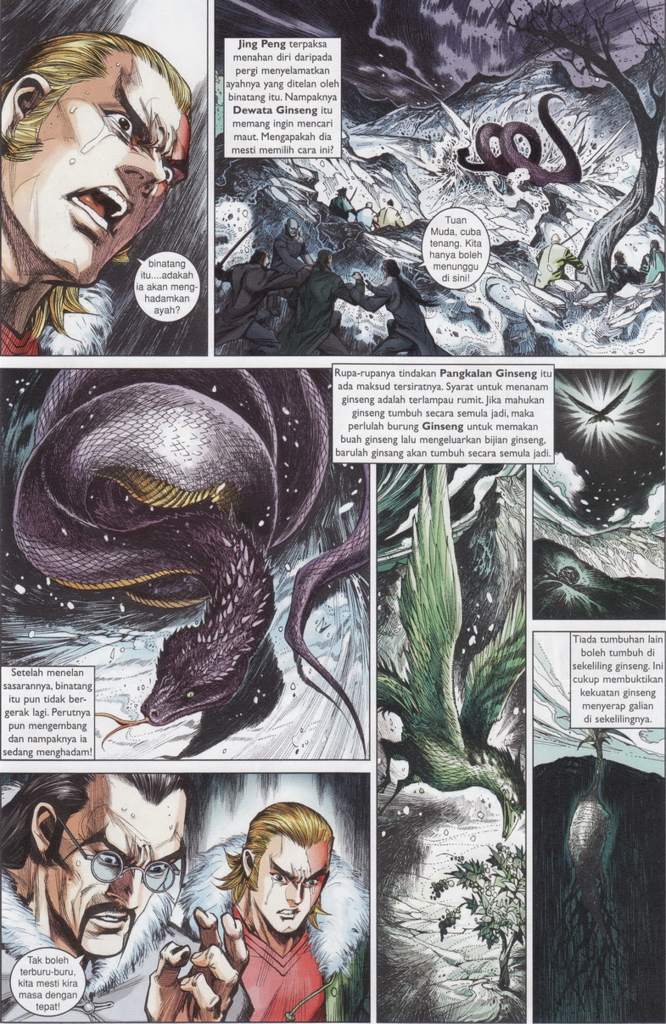 binatang
itu....adakah
ia akan meng-
hadamkan
ayah?
Jing Peng terpaksa
menahan diri daripada
pergi menyelamatkan
ayahnya yang ditelan oleh
binatang itu. Nampaknya
Dewata Ginseng itu
memang ingin mencari
maut. Mengapakah dia
mesti memilih cara ini?
Tuan
Muda, cuba
tenang. Kita
hanya boleh
menunggu
di sini!
Rupa-rupanya tindakan Pangkalan Ginseng itu
ada maksud tersiratnya. Syarat untuk menanam
ginseng adalah terlampau rumit. Jika mahukan
ginseng tumbuh secara semula jadi, maka
perlulah burung Ginseng untuk memakan
buah ginseng lalu mengeluarkan bijian ginseng,
barulah ginsang akan tumbuh secara semula jadi.
Setelah menelan
sasarannya, binatang
itu pun tidak ber-
gerak lagi. Perutnya
pun mengembang
dan nampaknya ia
sedang menghadam!
Tiada tumbuhan lain
boleh tumbuh di
sekeliling ginseng. Ini
cukup membuktikan
kekuatan ginseng
menyerap galian
di sekelilingnya.
Tak boleh
terburu-buru,
kita mesti kira
masa dengan
tepat!